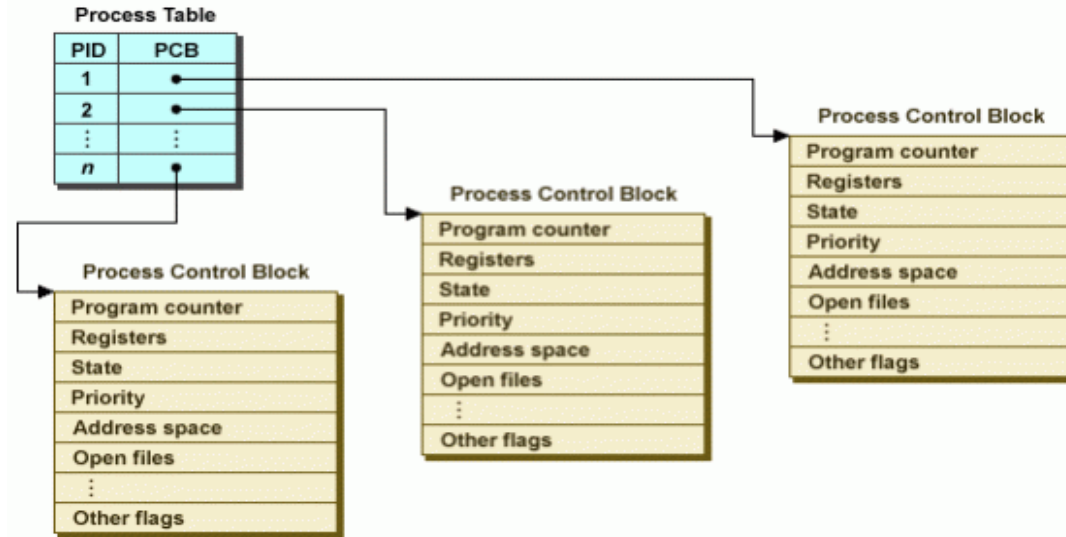 Process Table
PID PCB
1
2
⋮ ⋮
n
Process Control Block
Program counter
Registers
State
Priority
Address space
Open files
⋮
Other flags
Process Control Block
Program counter
Registers
State
Priority
Address space
Open files
⋮
Other flags
Process Control Block
Program counter
Registers
State
Priority
Address space
Open files
⋮
Other flags